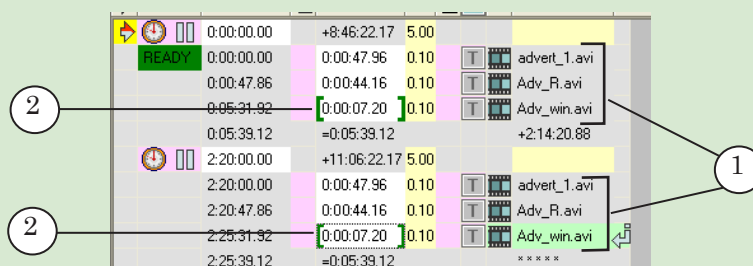 0:00:00.00 +8:46:22.17 5.00
READY 0:00:00.00 0:00:47.96 0.10 T advert_1.avi
0:00:47.86 0:00:44.16 0.10 T Adv_R.avi
2 0:05:31.92 0:00:07.20 0.10 T Adv_win.avi
0:05:39.12 =0:05:39.12 +2:14:20.88
1
2:20:00.00 +11:06:22.17 5.00
2:20:00.00 0:00:47.96 0.10 T advert_1.avi
2:20:47.86 0:00:44.16 0.10 T Adv_R.avi
2 2:25:31.92 0:00:07.20 0.10 T Adv_win.avi
2:25:39.12 =0:05:39.12 × × × × ×